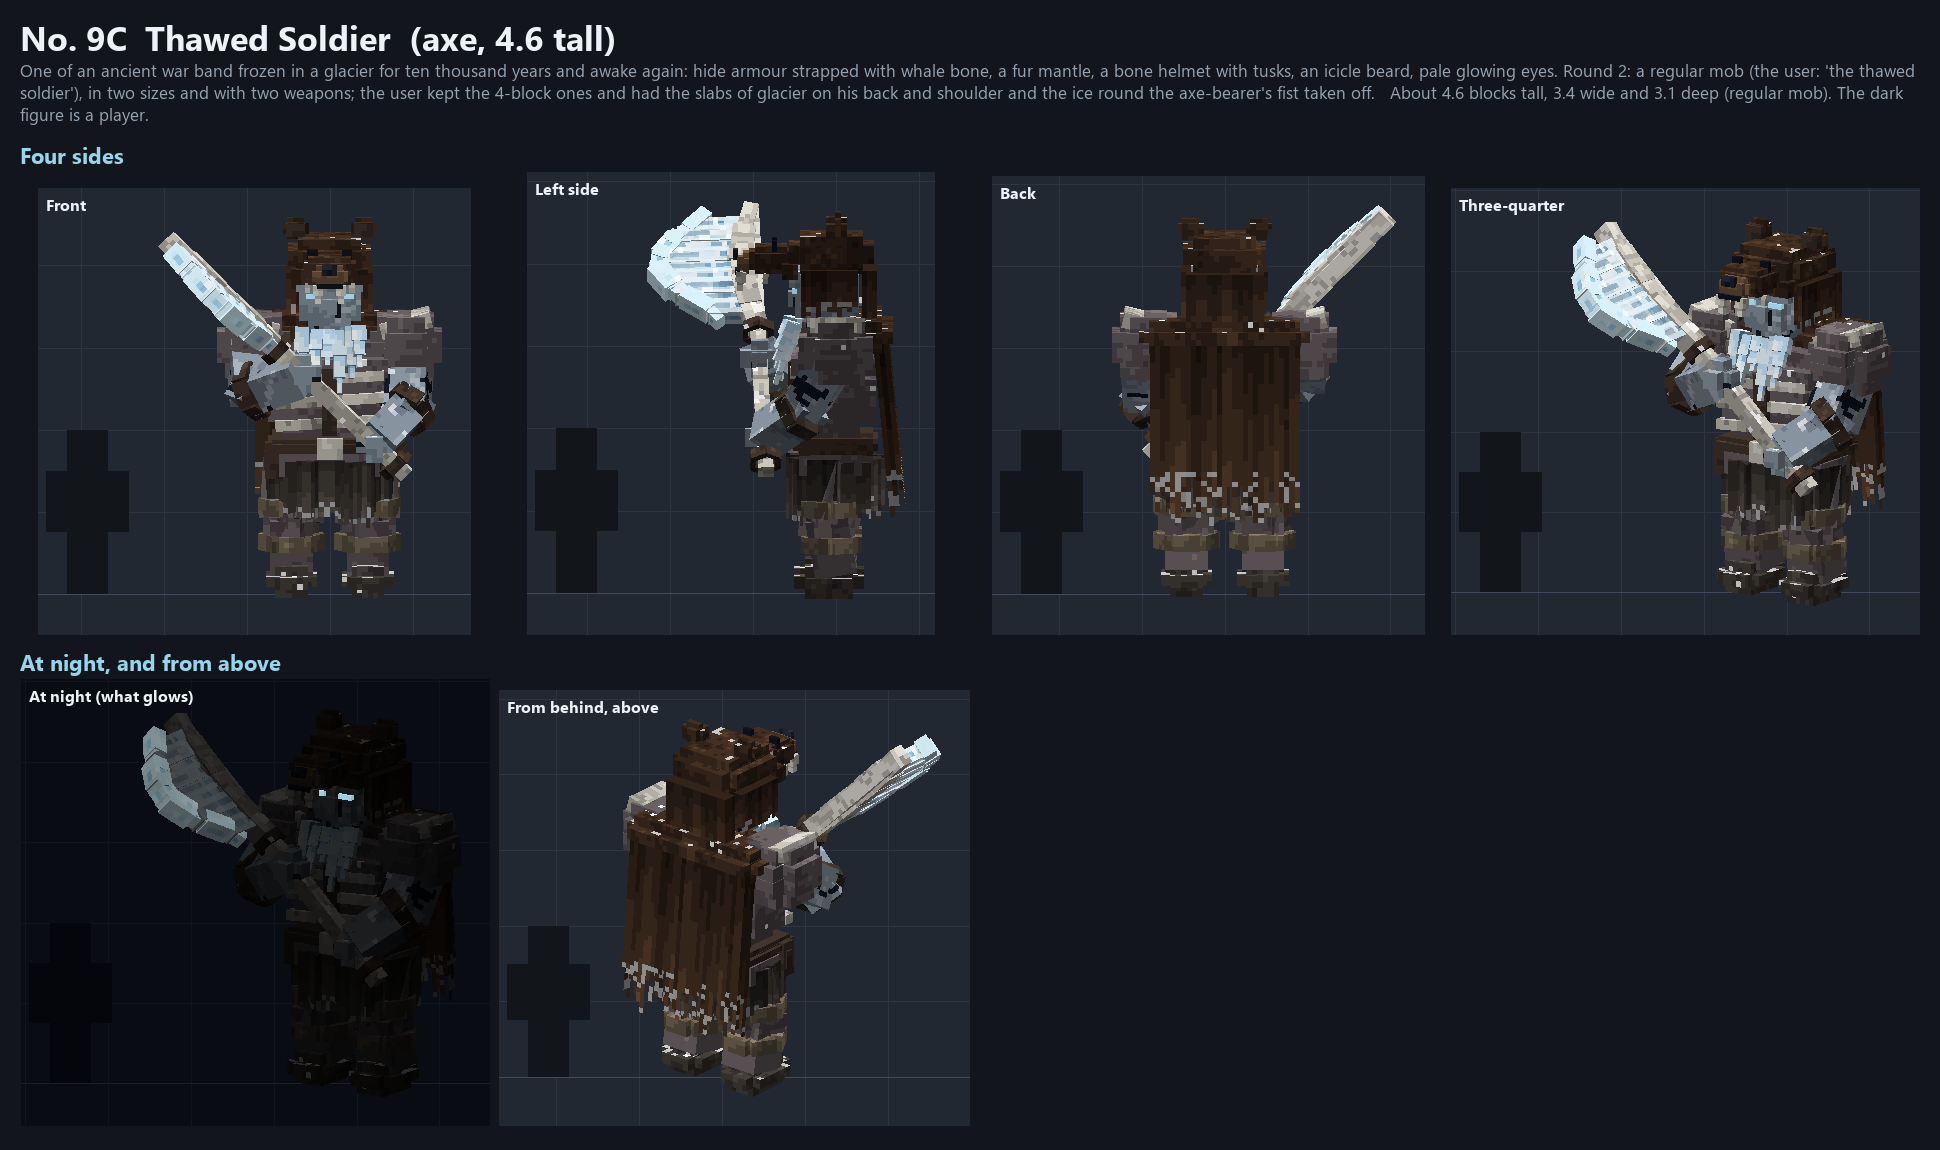 No. 9C  Thawed Soldier  (axe, 4.6 tall)
One of an ancient war band frozen in a glacier for ten thousand years and awake again: hide armour strapped with whale bone, a fur mantle, a bone helmet with tusks, an icicle beard, pale glowing eyes. Round 2: a regular mob (the user: 'the thawed
soldier'), in two sizes and with two weapons; the user kept the 4-block ones and had the slabs of glacier on his back and shoulder and the ice round the axe-bearer's fist taken off.   About 4.6 blocks tall, 3.4 wide and 3.1 deep (regular mob). The dark
figure is a player.
Four sides
Front
Left side
Back
Three-quarter
At night, and from above
At night (what glows)
From behind, above